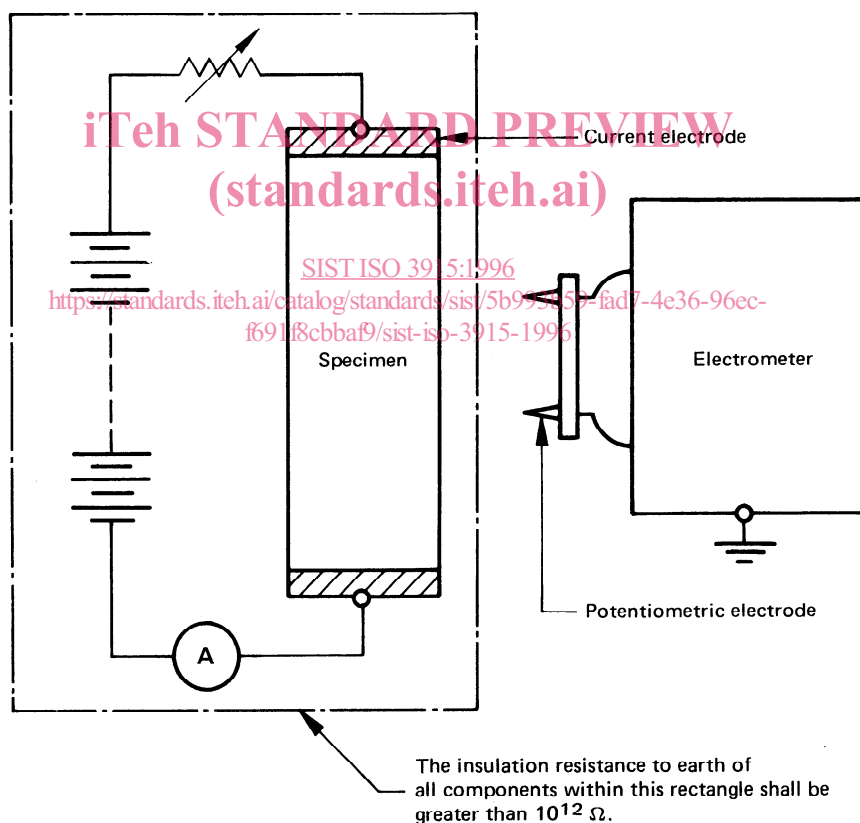 iTeh STANDARD PREVIEW
Current electrode
(standards.iteh.ai)
SIST ISO 3915:1996
https://standards.iteh.ai/catalog/standards/sist/5b993b59-fad7-4e36-96ec-
f691f8cbbaf9/sist-iso-3915-1996
Specimen
Electrometer
Potentiometric electrode
A
The insulation resistance to earth of
all components within this rectangle shall be
greater than 10¹² Ω.